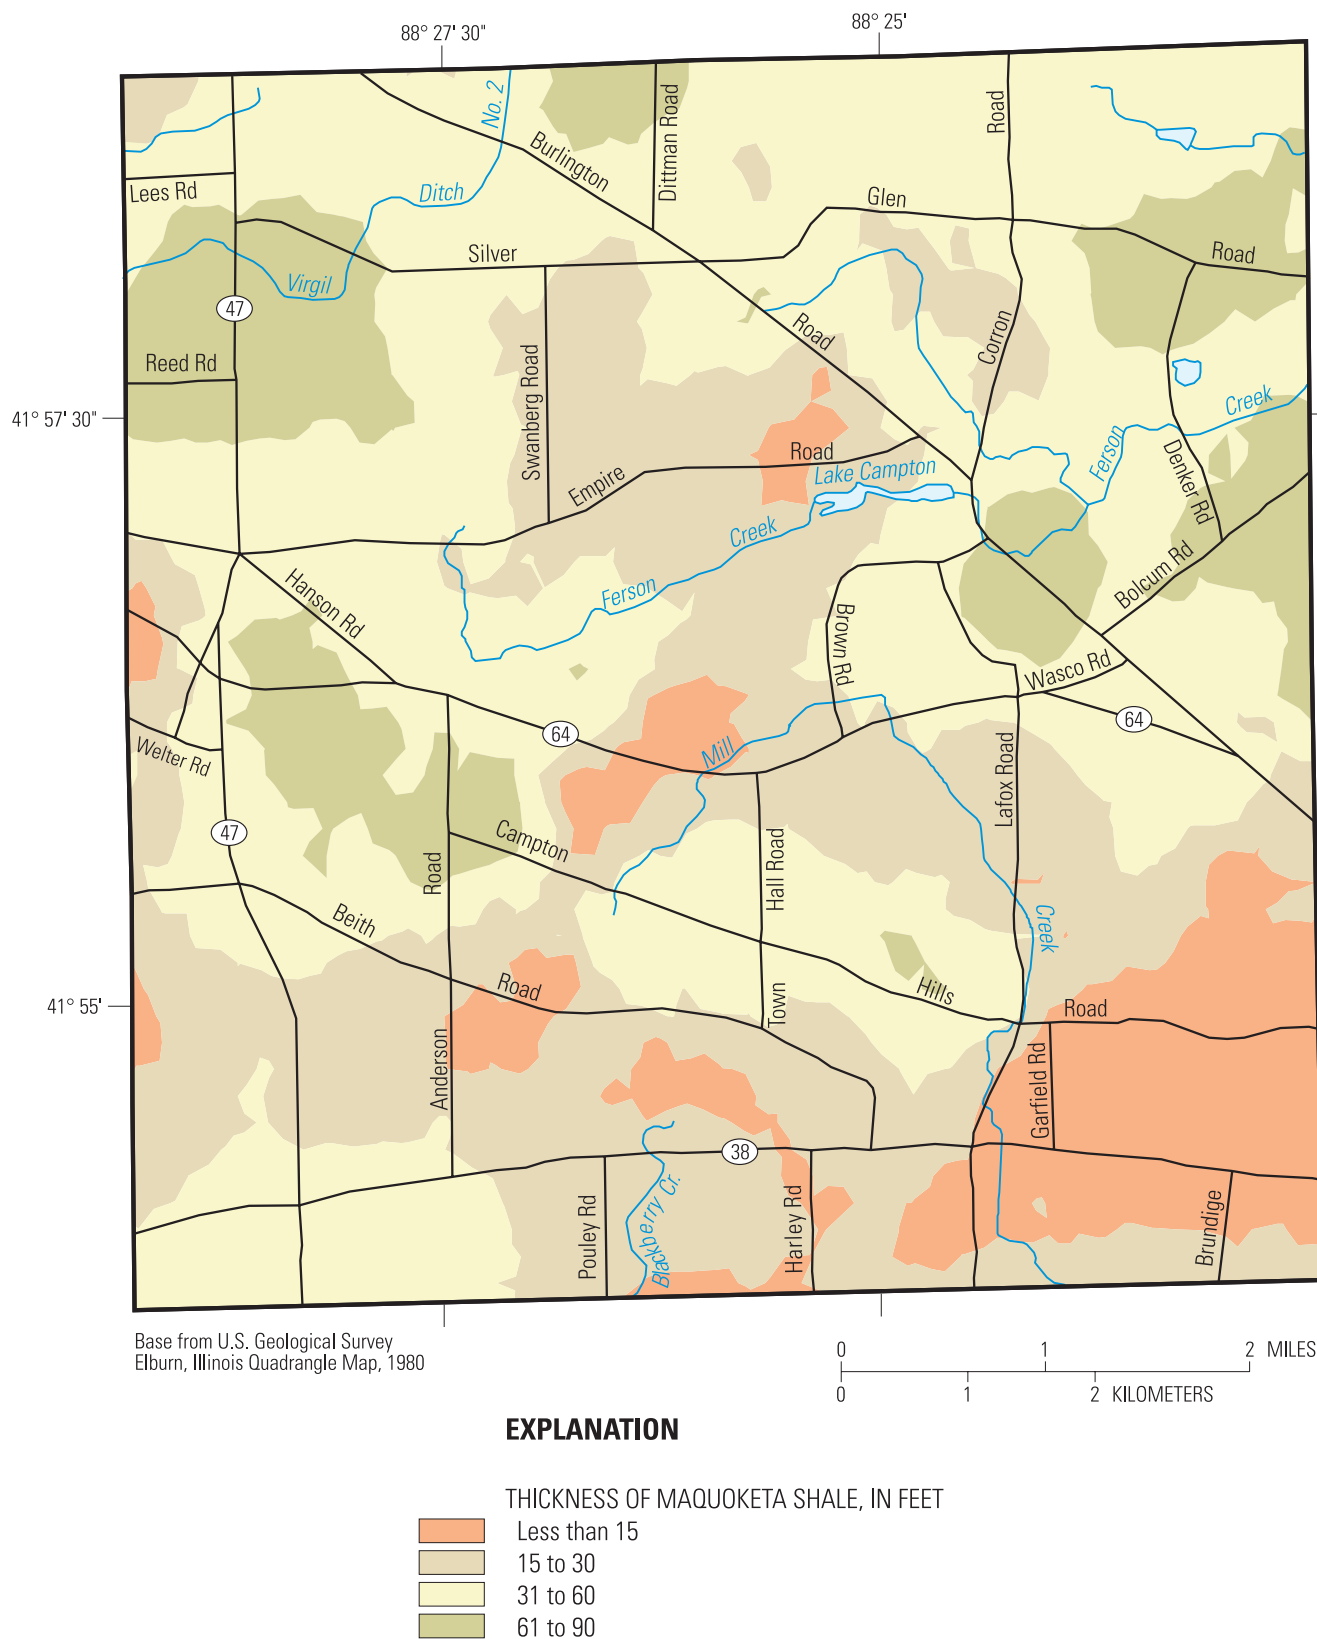 88° 27' 30"
88° 25'
No. 2
Burlington
Dittman Road
Road
Lees Rd
Ditch
Glen
Silver
Road
Virgil
47
Road
Corron
Reed Rd
Swanberg Road
41° 57' 30"
Creek
Road
Ferson
Denker Rd
Empire
Lake Campton
Creek
Hanson Rd
Ferson
Bolcum Rd
Brown Rd
Wasco Rd
64
64
Welter Rd
Mill
Lafox Road
47
Campton
Hall Road
Road
Beith
Creek
Road
Hills
41° 55'
Town
Road
Anderson
Garfield Rd
38
Pouley Rd
Blackberry Cr.
Harley Rd
Brundige
Base from U.S. Geological Survey
Elburn, Illinois Quadrangle Map, 1980
0 1 2 MILES
0 1 2 KILOMETERS
EXPLANATION
THICKNESS OF MAQUOKETA SHALE, IN FEET
Less than 15
15 to 30
31 to 60
61 to 90